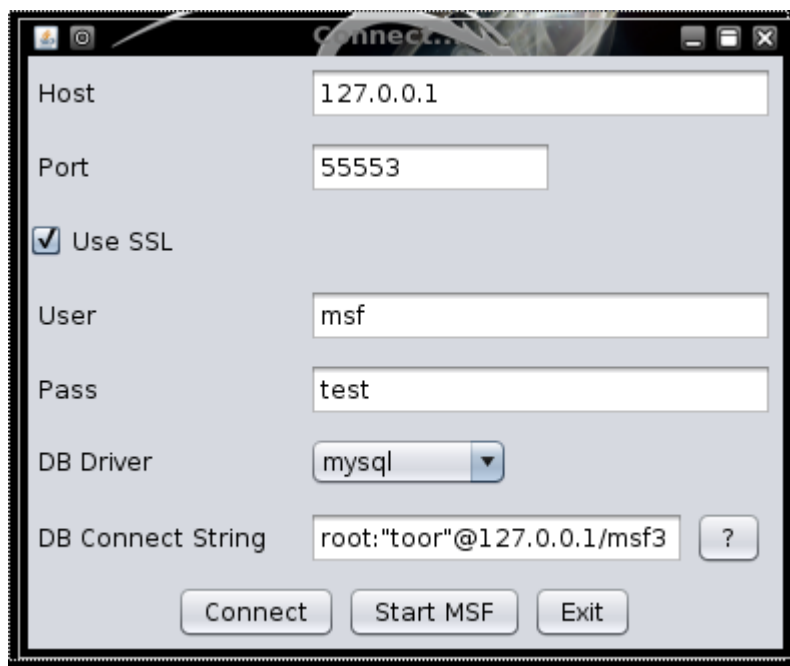 Connect...
Host 127.0.0.1
Port 55553
Use SSL
User msf
Pass test
DB Driver mysql
DB Connect String root:"toor"@127.0.0.1/msf3 ?
Connect Start MSF Exit